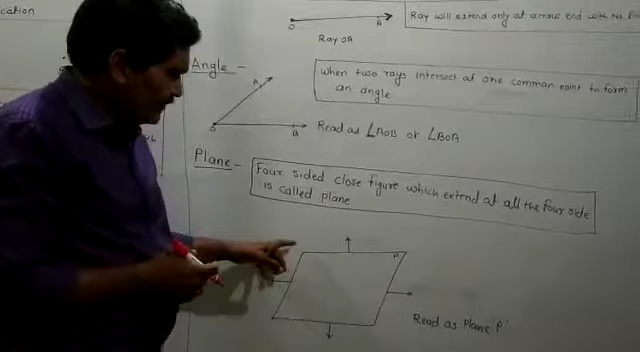 cation
O
A
Ray OA
Ray will extend only at arrow end with
Angle -
A
O
B
When two rays intersect at one comman point to form
an angle
Read as ∠AOB or ∠BOA
Plane -
Four sided close figure which extend at all the four side
is called plane
P
Read as Plane 'P'